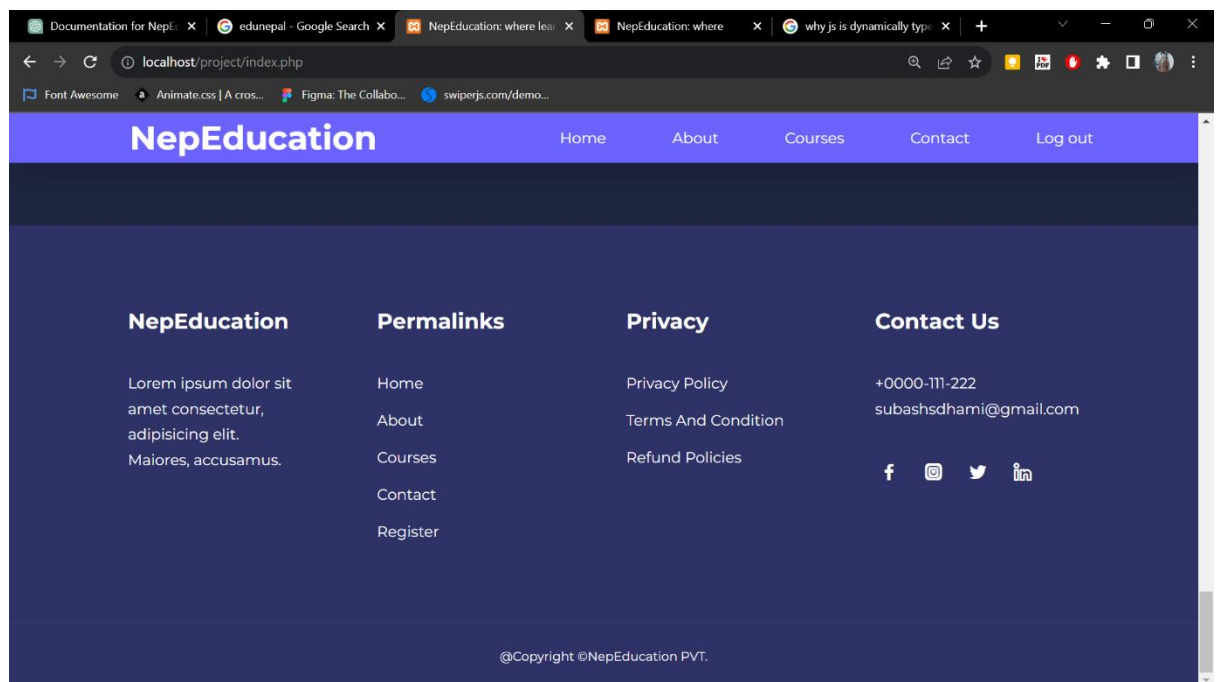 Documentation for NepEd
edunepal - Google Search
NepEducation: where lear
NepEducation: where
why js is dynamically type
localhost/project/index.php
Font Awesome
Animate.css | A cros...
Figma: The Collabo...
swiperjs.com/demo...
NepEducation
Home
About
Courses
Contact
Log out
NepEducation
Lorem ipsum dolor sit
amet consectetur,
adipisicing elit.
Maiores, accusamus.
Permalinks
Home
About
Courses
Contact
Register
Privacy
Privacy Policy
Terms And Condition
Refund Policies
Contact Us
+0000-111-222
subashsdhami@gmail.com
@Copyright ©NepEducation PVT.